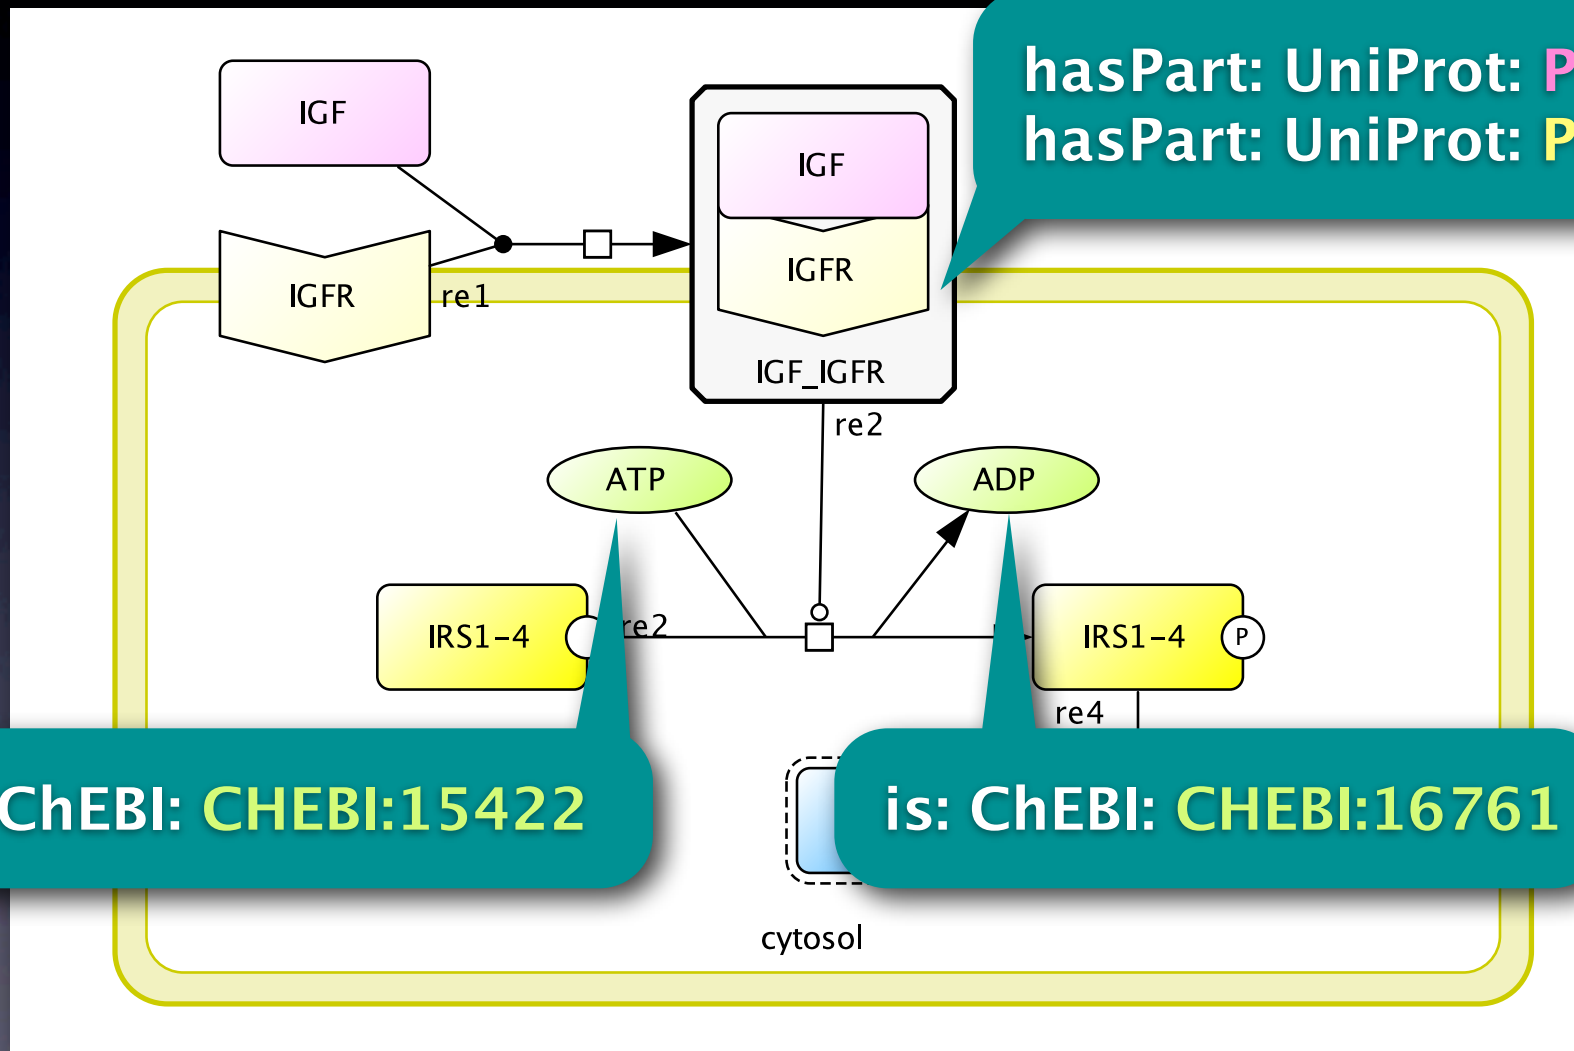 hasPart: UniProt: P
hasPart: UniProt: P
IGF
IGF
IGFR
IGFR
re1
IGF_IGFR
re2
ATP
ADP
IRS1-4
re2
IRS1-4
P
re4
ChEBI: CHEBI:15422
is: ChEBI: CHEBI:16761
cytosol